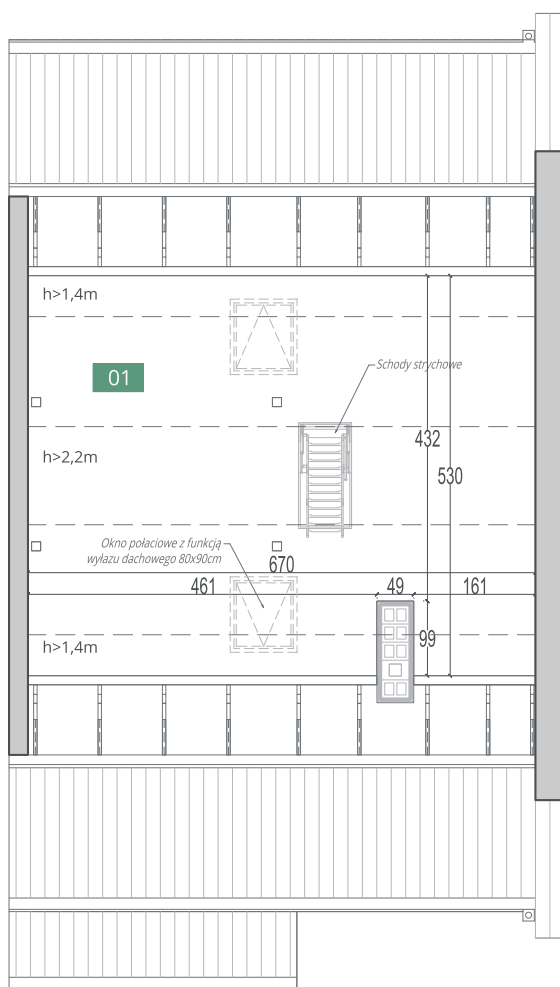 h>1,4m
01
Schody strychowe
432
h>2,2m
530
Okno połaciowe z funkcją
wyłazu dachowego 80x90cm
670
461
49
161
99
h>1,4m